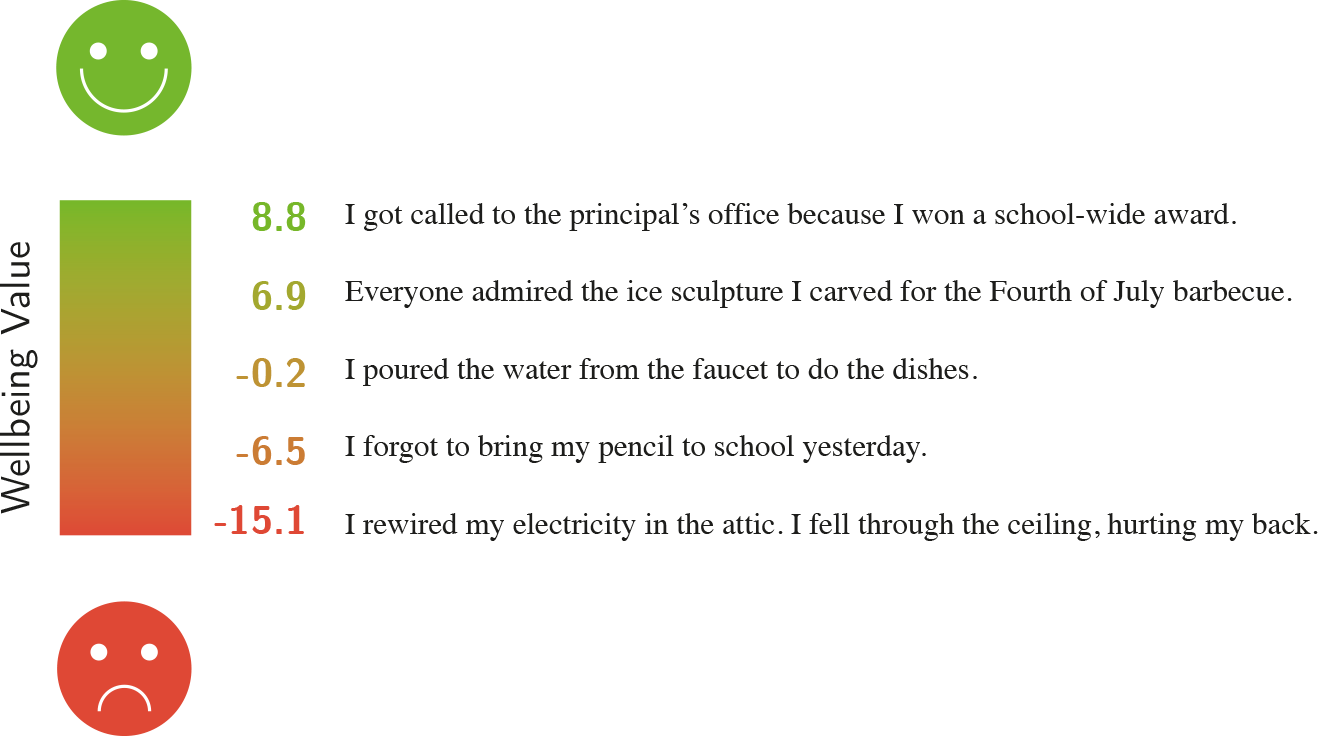 Wellbeing Value
8.8 I got called to the principal’s office because I won a school-wide award.
6.9 Everyone admired the ice sculpture I carved for the Fourth of July barbecue.
-0.2 I poured the water from the faucet to do the dishes.
-6.5 I forgot to bring my pencil to school yesterday.
-15.1 I rewired my electricity in the attic. I fell through the ceiling, hurting my back.